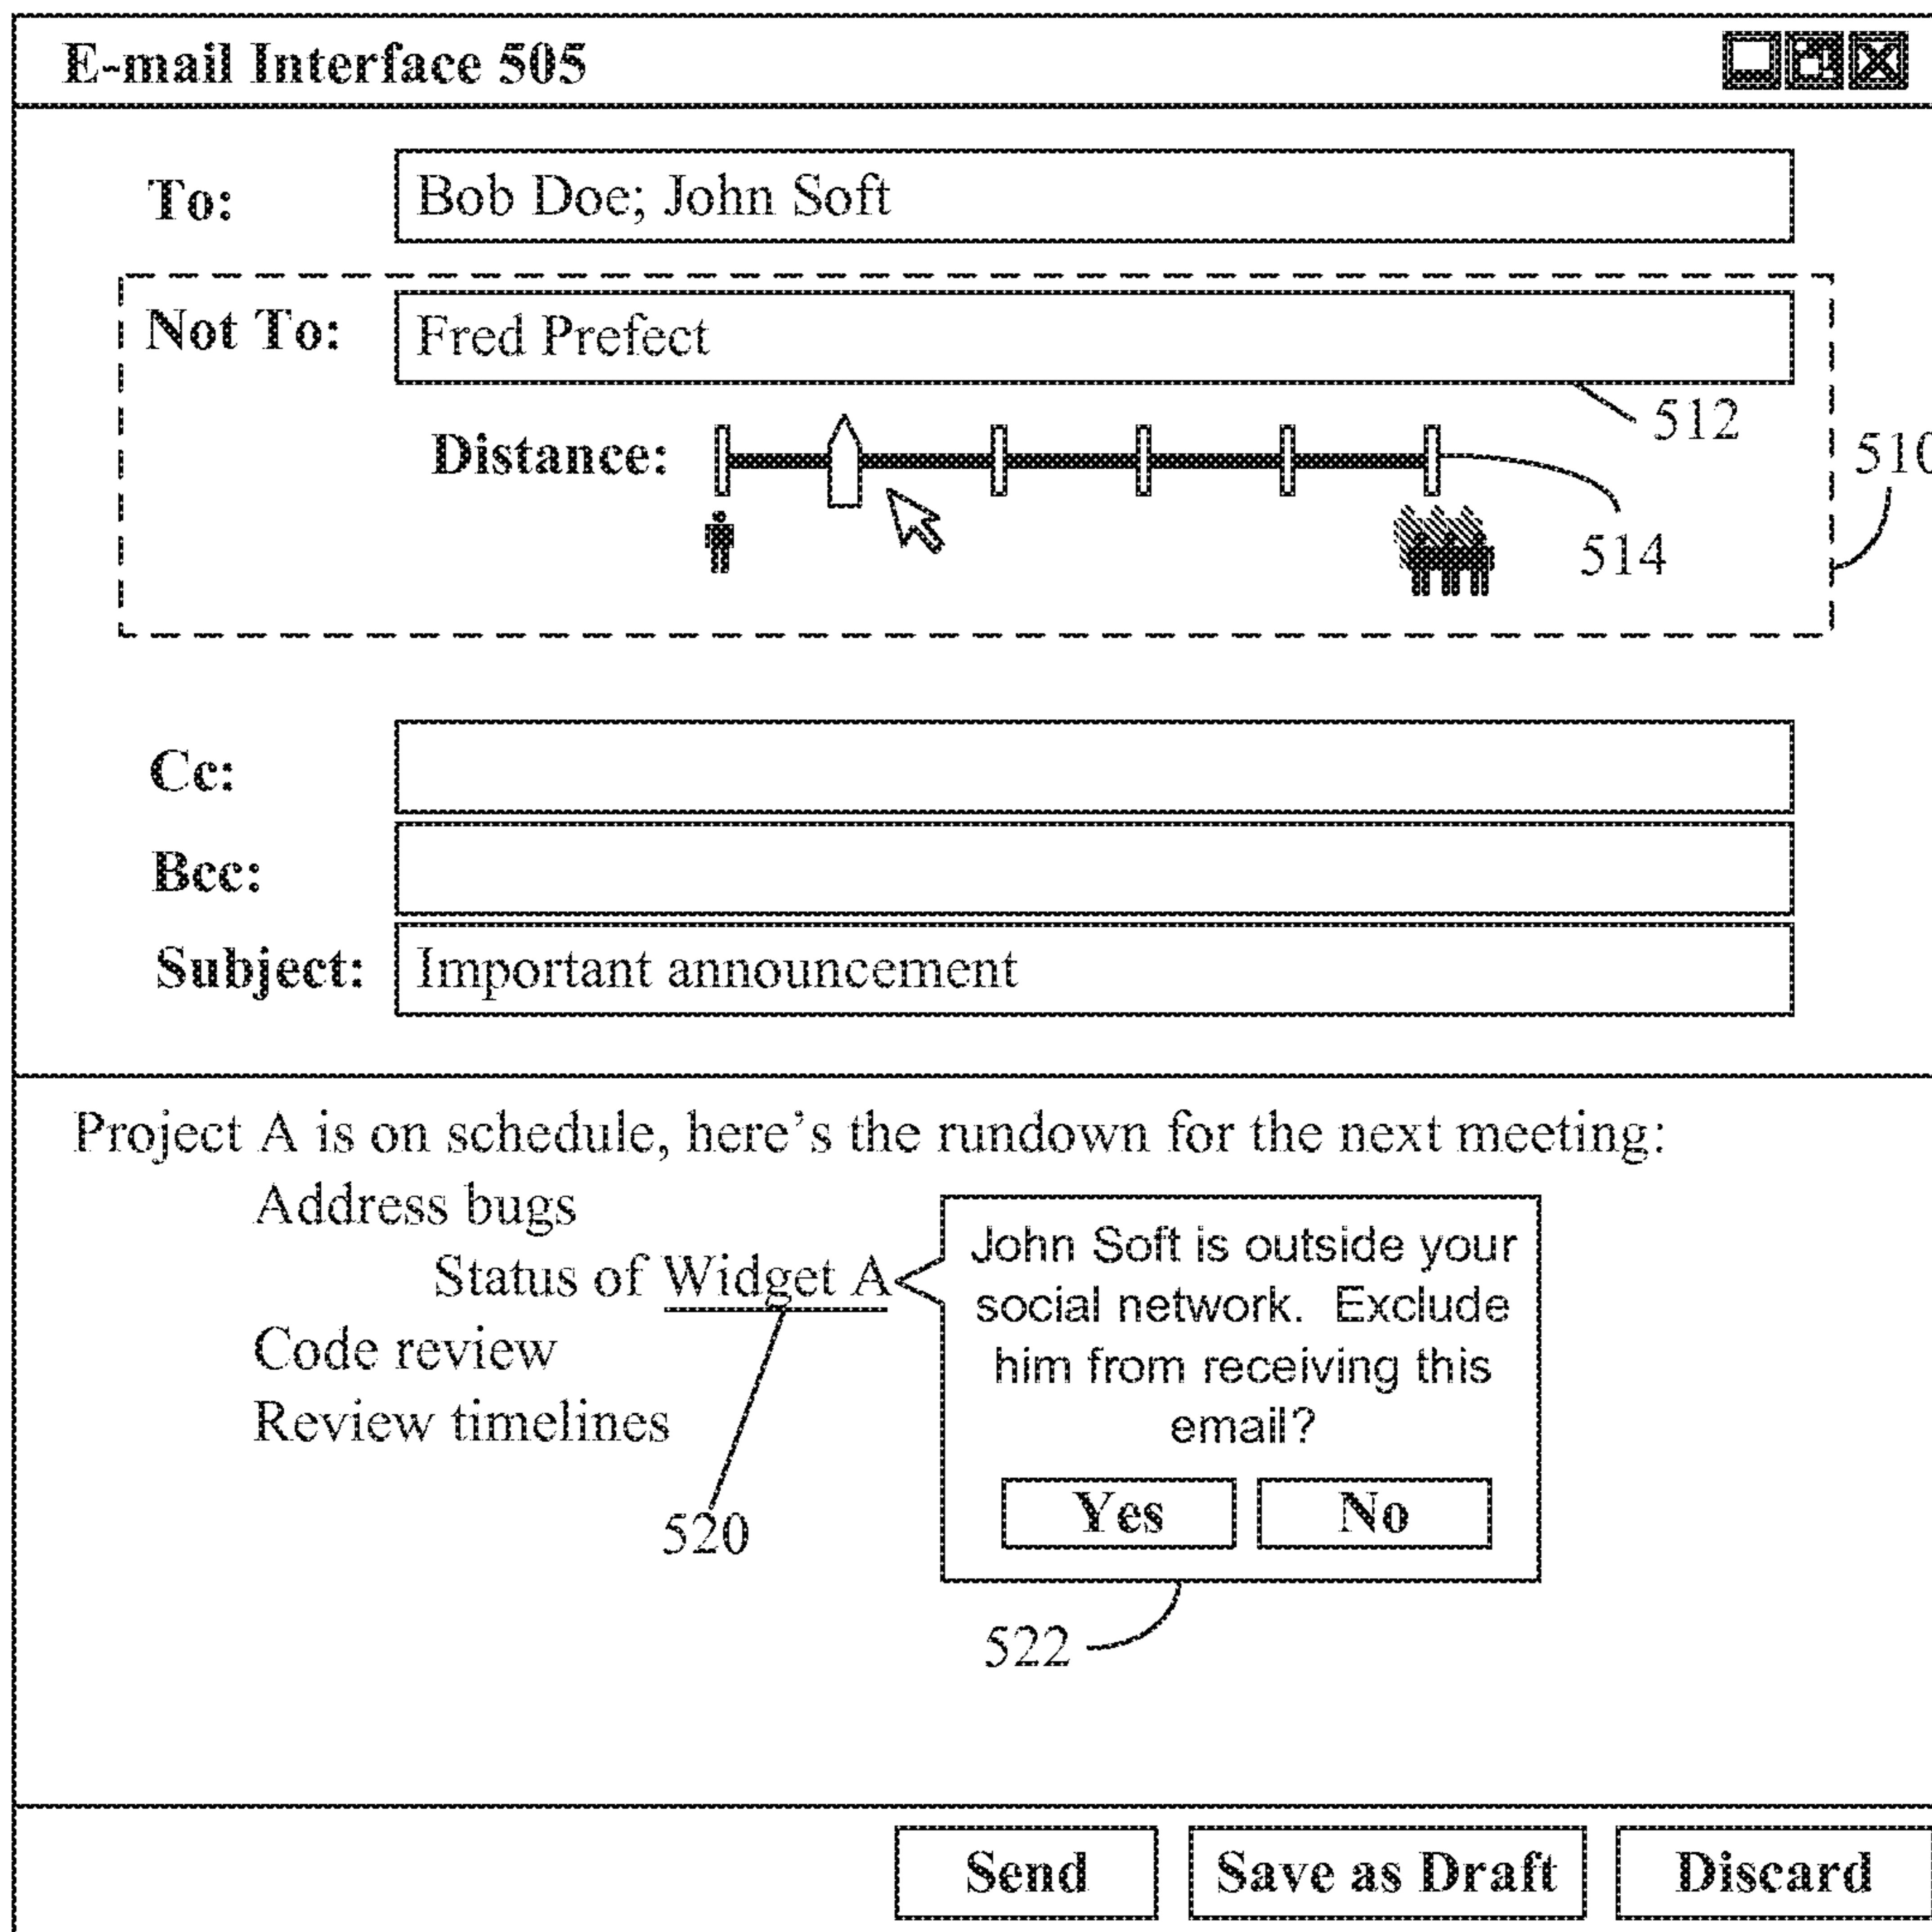 E-mail Interface 505
To: Bob Doe; John Soft
Not To: Fred Prefect
512
Distance:
510
514
Cc:
Bcc:
Subject: Important announcement
Project A is on schedule, here's the rundown for the next meeting:
Address bugs
Status of Widget A
Code review
Review timelines
520
John Soft is outside your
social network. Exclude
him from receiving this
email?
Yes No
522
Send Save as Draft Discard